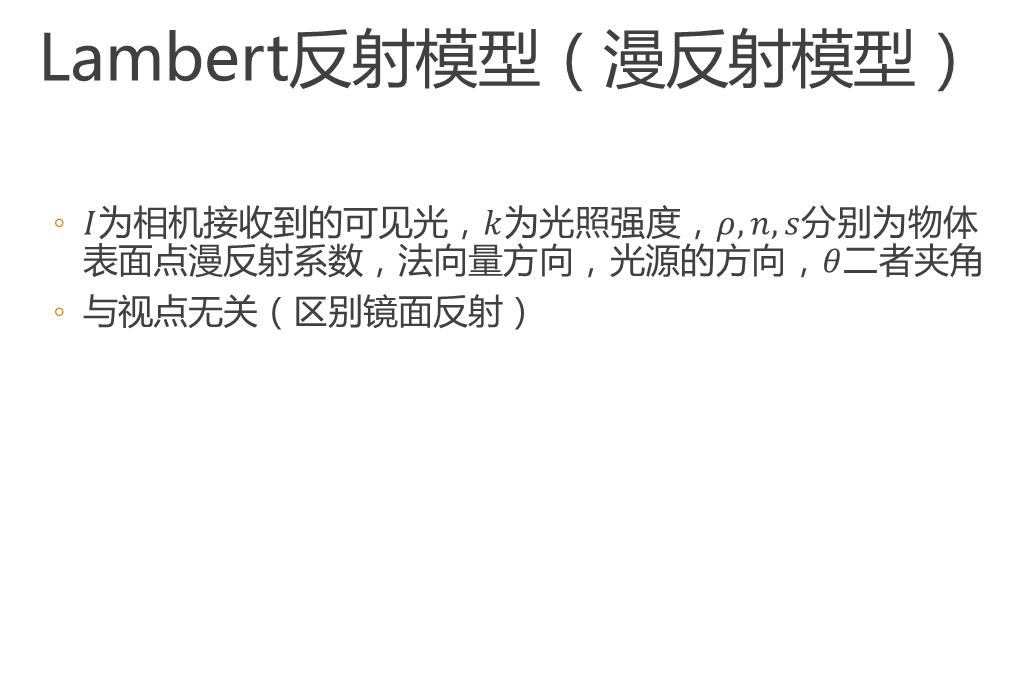 Lambert反射模型（漫反射模型）
◦ I为相机接收到的可见光，k为光照强度，ρ,n,s分别为物体
表面点漫反射系数，法向量方向，光源的方向，θ二者夹角
◦ 与视点无关（区别镜面反射）